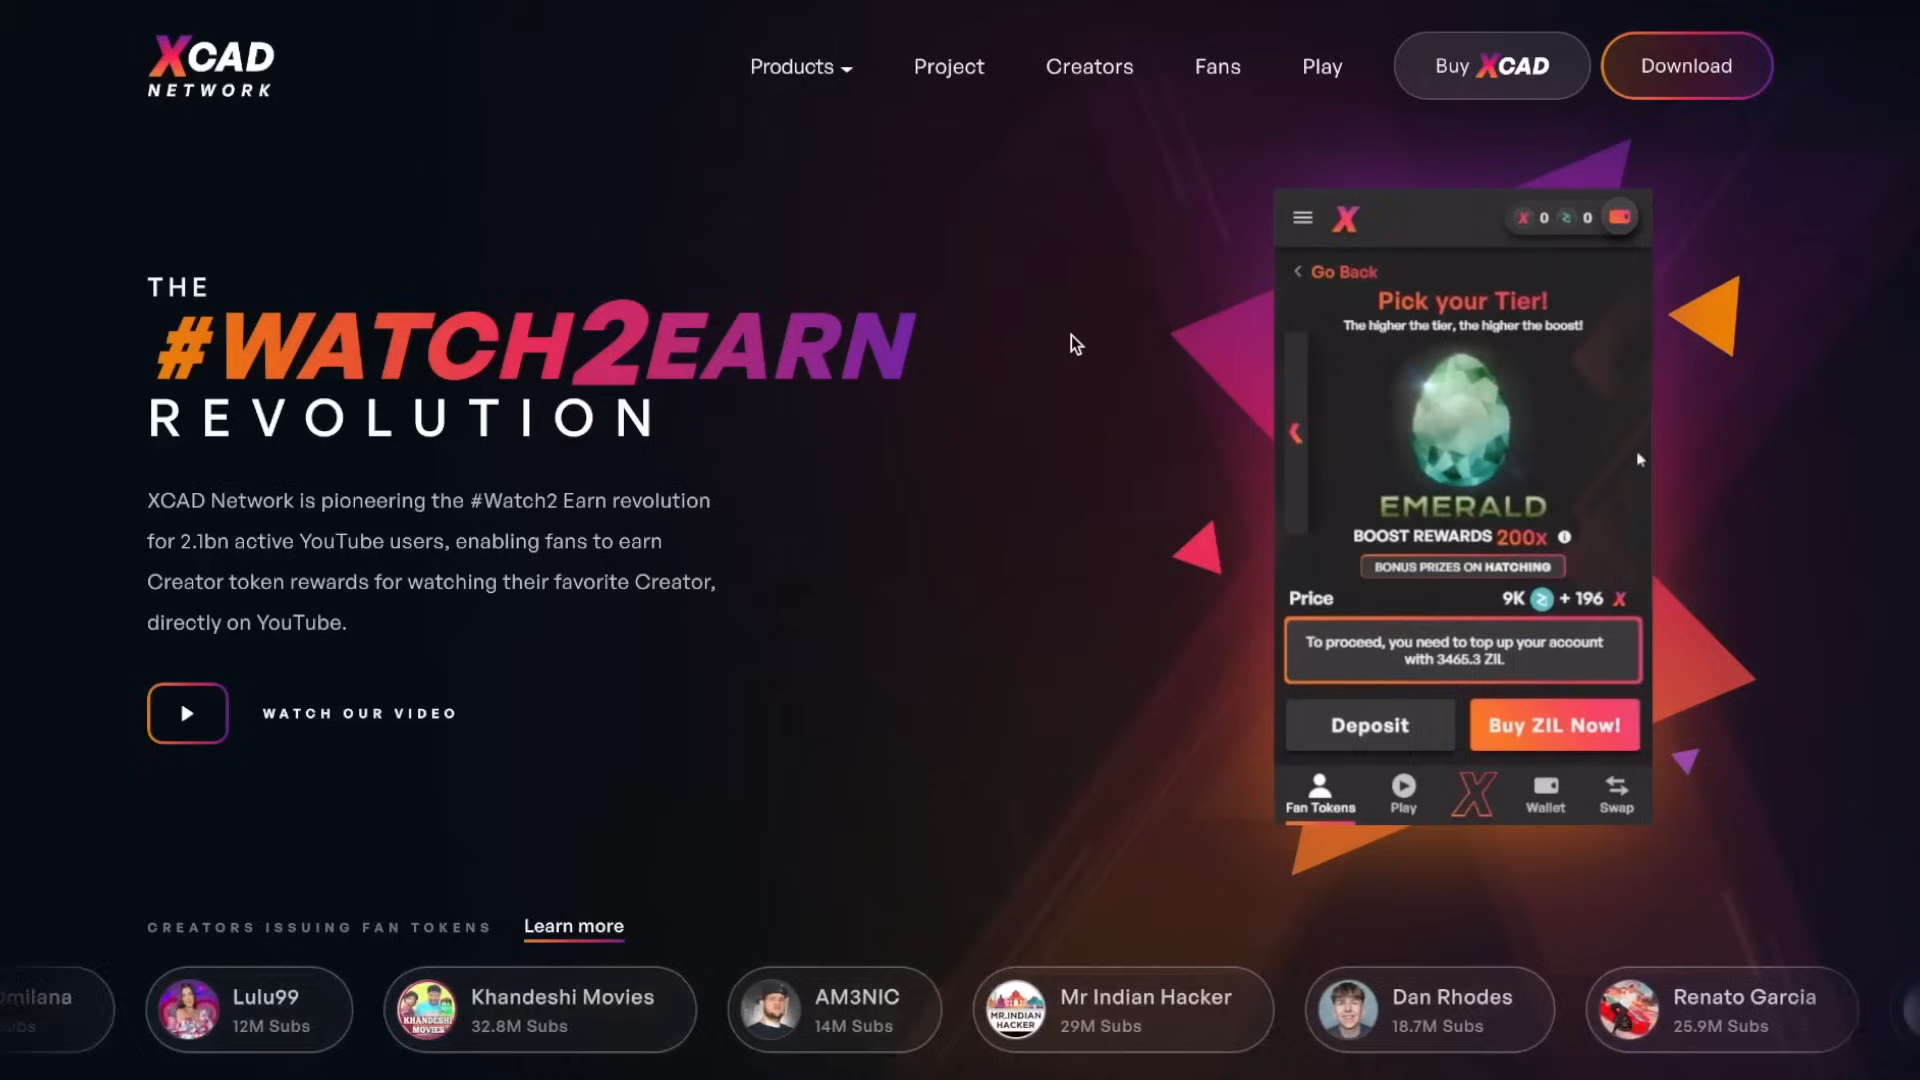 XCAD
NETWORK
Products
Project
Creators
Fans
Play
Buy XCAD
Download
THE
#WATCH2EARN
REVOLUTION
XCAD Network is pioneering the #Watch2 Earn revolution
for 2.1bn active YouTube users, enabling fans to earn
Creator token rewards for watching their favorite Creator,
directly on YouTube.
WATCH OUR VIDEO
X
X 0 0
Go Back
Pick your Tier!
The higher the tier, the higher the boost!
EMERALD
BOOST REWARDS 200x
BONUS PRIZES ON HATCHING
Price
9K + 196 X
To proceed, you need to top up your account
with 3465.3 ZIL
Deposit
Buy ZIL Now!
Fan Tokens
Play
X
Wallet
Swap
CREATORS ISSUING FAN TOKENS
Learn more
Lulu99
12M Subs
KHANDESHI
MOVIES
Khandeshi Movies
32.8M Subs
AM3NIC
14M Subs
MR.INDIAN
HACKER
Mr Indian Hacker
29M Subs
Dan Rhodes
18.7M Subs
Renato Garcia
25.9M Subs